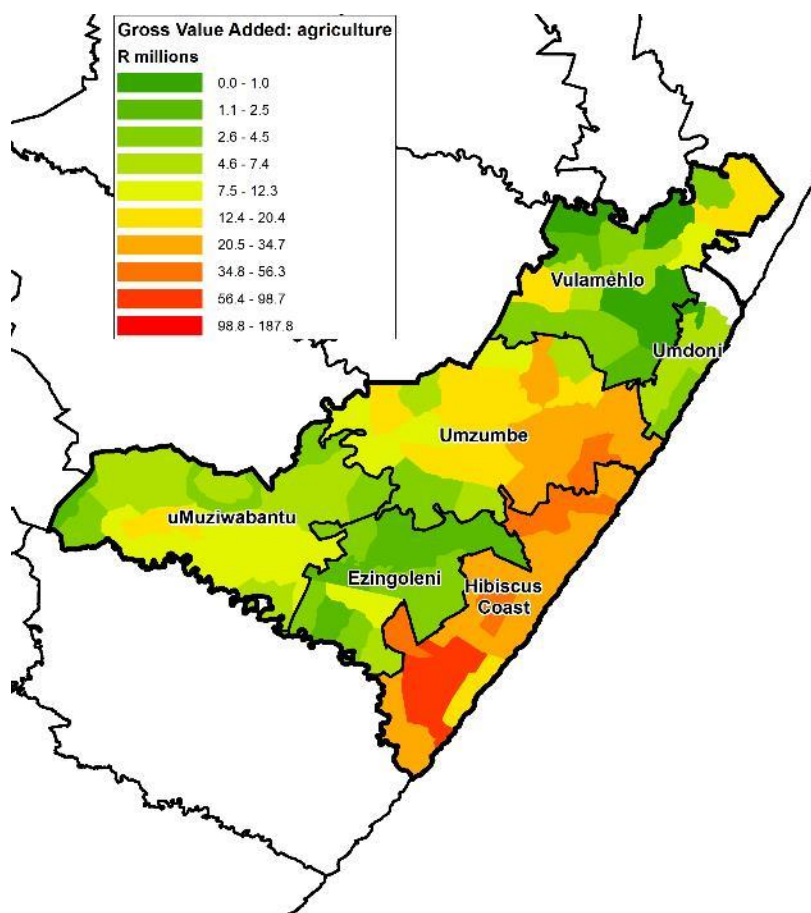 Gross Value Added: agriculture
R millions
0.0 - 1.0
1.1 - 2.5
2.6 - 4.5
4.6 - 7.4
7.5 - 12.3
12.4 - 20.4
20.5 - 34.7
34.8 - 56.3
56.4 - 98.7
98.8 - 187.8
Vulamehlo
Umdoni
Umzumbe
uMuziwabantu
Ezingoleni
Hibiscus
Coast